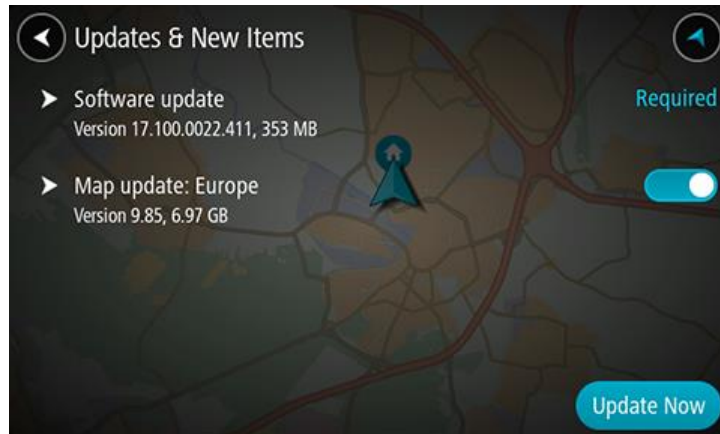 Updates & New Items
Software update
Required
Version 17.100.0022.411, 353 MB
Map update: Europe
Version 9.85, 6.97 GB
Update Now